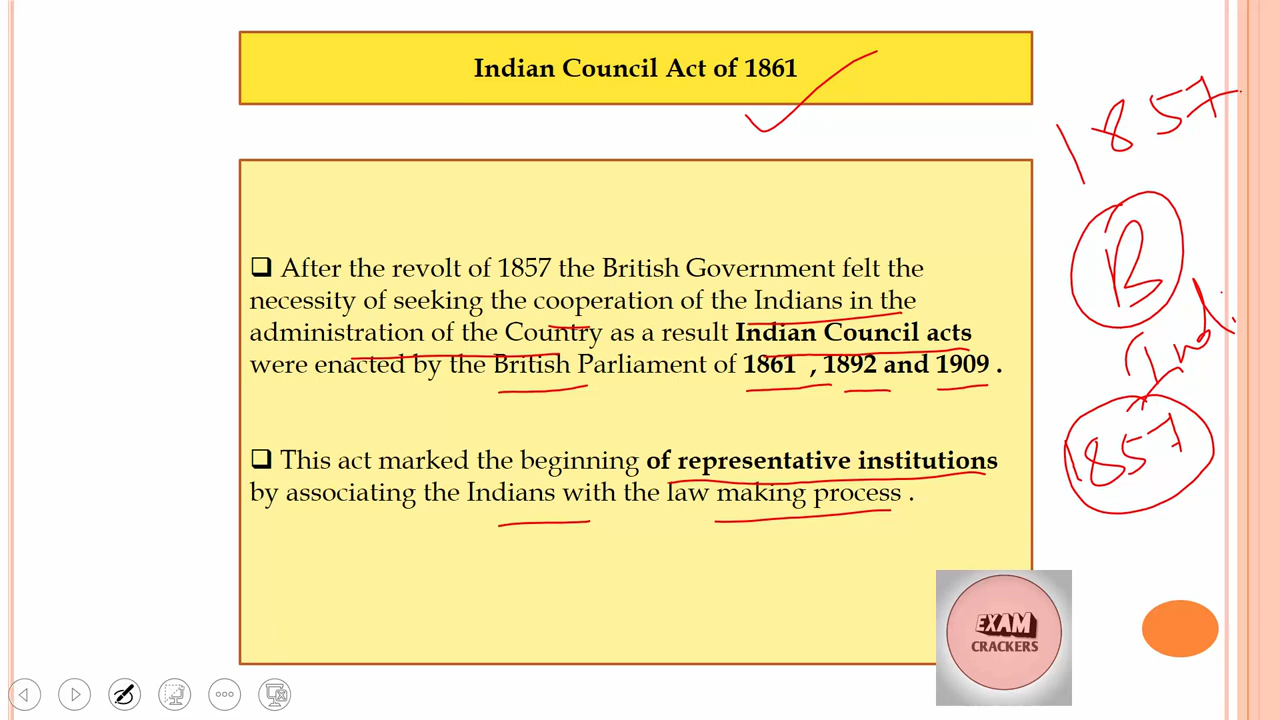 Indian Council Act of 1861
1857
B
Indi
1857
❑ After the revolt of 1857 the British Government felt the
necessity of seeking the cooperation of the Indians in the
administration of the Country as a result Indian Council acts
were enacted by the British Parliament of 1861 , 1892 and 1909 .
❑ This act marked the beginning of representative institutions
by associating the Indians with the law making process .
EXAM
CRACKERS